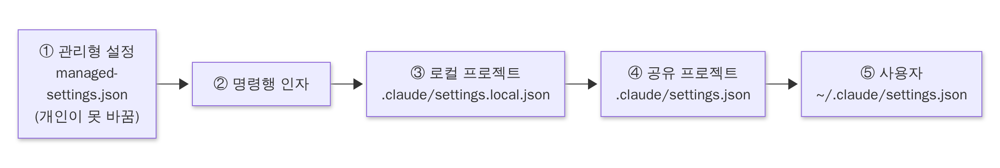 ① 관리형 설정
managed-
settings.json
(개인이 못 바꿈)
② 명령행 인자
③ 로컬 프로젝트
.claude/settings.local.json
④ 공유 프로젝트
.claude/settings.json
⑤ 사용자
~/.claude/settings.json